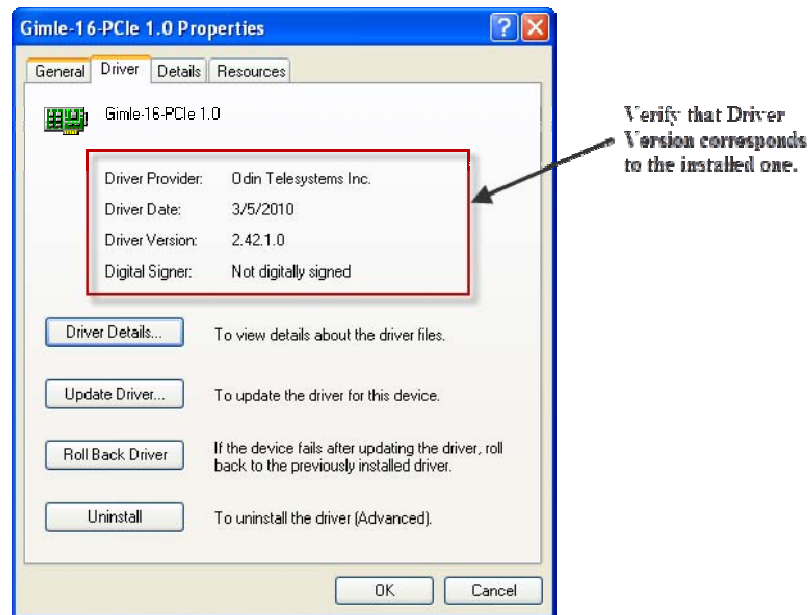 Gimle-16-PCIe 1.0 Properties
General
Driver
Details
Resources
Gimle-16-PCIe 1.0
Driver Provider: Odin Telesystems Inc.
Driver Date: 3/5/2010
Driver Version: 2.42.1.0
Digital Signer: Not digitally signed
Driver Details... To view details about the driver files.
Update Driver... To update the driver for this device.
Roll Back Driver If the device fails after updating the driver, roll
back to the previously installed driver.
Uninstall To uninstall the driver (Advanced).
OK
Cancel
Verify that Driver
Version corresponds
to the installed one.